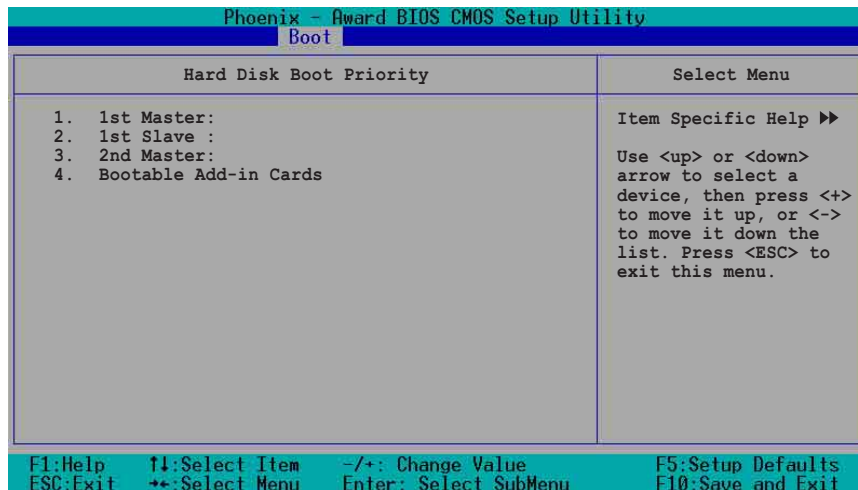 Phoenix - Award BIOS CMOS Setup Utility
Boot
Hard Disk Boot Priority
Select Menu
1. 1st Master:
2. 1st Slave :
3. 2nd Master:
4. Bootable Add-in Cards
Item Specific Help ▶▶
Use <up> or <down>
arrow to select a
device, then press <+>
to move it up, or <->
to move it down the
list. Press <ESC> to
exit this menu.
F1:Help ↑↓:Select Item -/+: Change Value F5:Setup Defaults
ESC:Exit →←:Select Menu Enter: Select SubMenu F10:Save and Exit